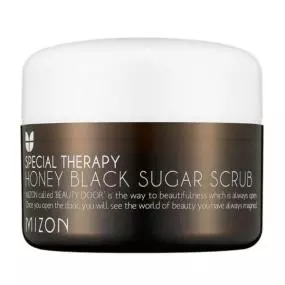 SPECIAL THERAPY
HONEY BLACK SUGAR SCRUB
MIZON called 'BEAUTY DOOR' is the way to beautifulness which is always open.
Once you open the door, you will see the world of beauty you have always imagined.
MIZON